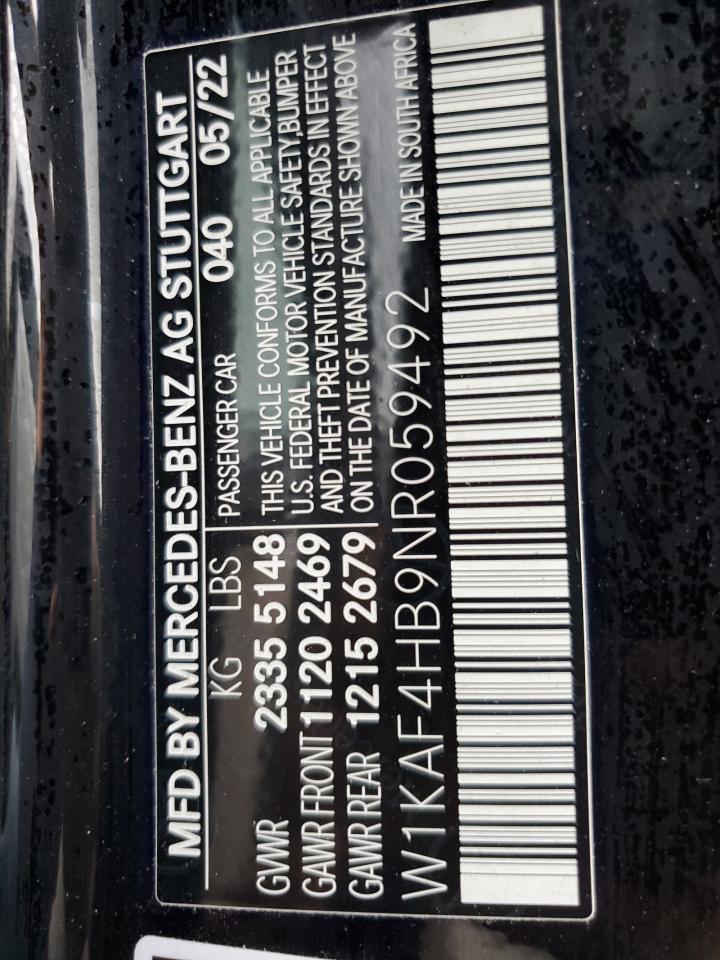 MFD BY MERCEDES-BENZ AG STUTTGART
KG LBS PASSENGER CAR 040 05/22
GVWR 2335 5148 THIS VEHICLE CONFORMS TO ALL APPLICABLE
U.S. FEDERAL MOTOR VEHICLE SAFETY,BUMPER
GAWR FRONT 1120 2469 AND THEFT PREVENTION STANDARDS IN EFFECT
GAWR REAR 1215 2679 ON THE DATE OF MANUFACTURE SHOWN ABOVE
W1KAF4HB9NR059492 MADE IN SOUTH AFRICA